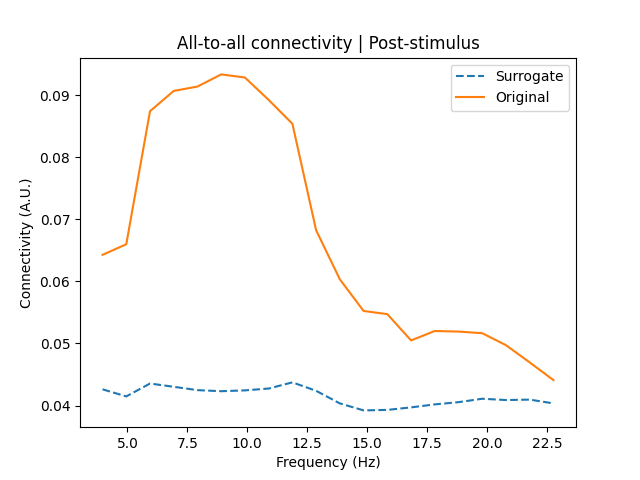 All-to-all connectivity | Post-stimulus
Surrogate
Original
Connectivity (A.U.)
0.09
0.08
0.07
0.06
0.05
0.04
5.0 7.5 10.0 12.5 15.0 17.5 20.0 22.5
Frequency (Hz)